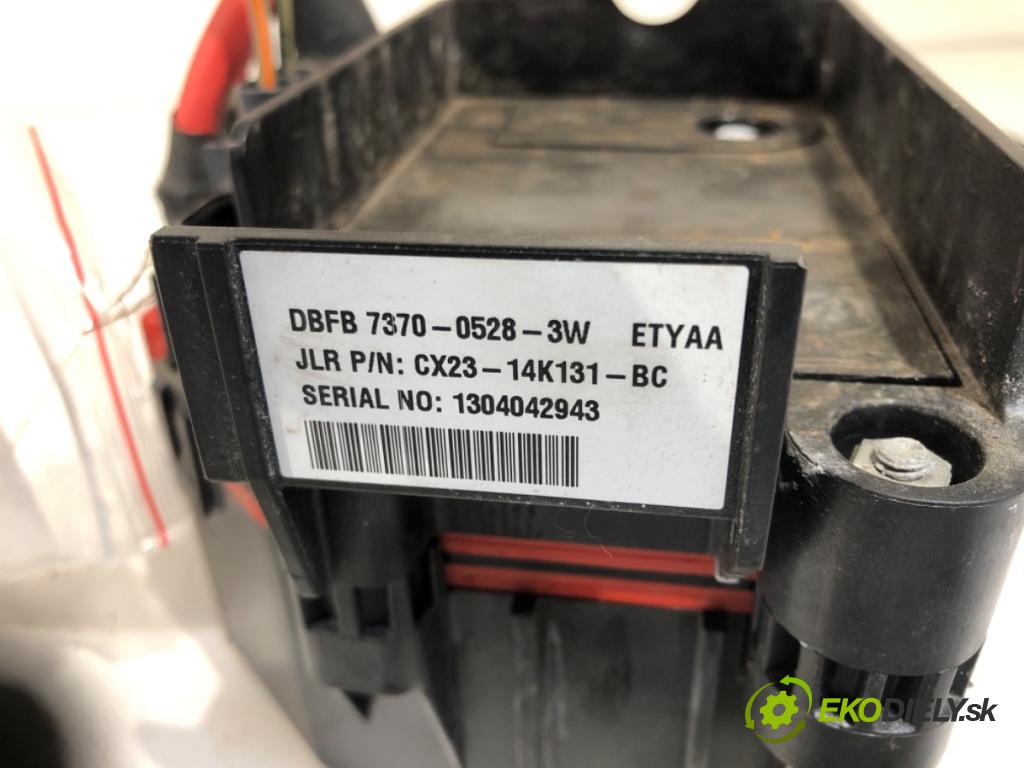 DBFB 7370-0528-3W ETYAA
JLR P/N: CX23-14K131-BC
SERIAL NO: 1304042943
EKODIELY.sk